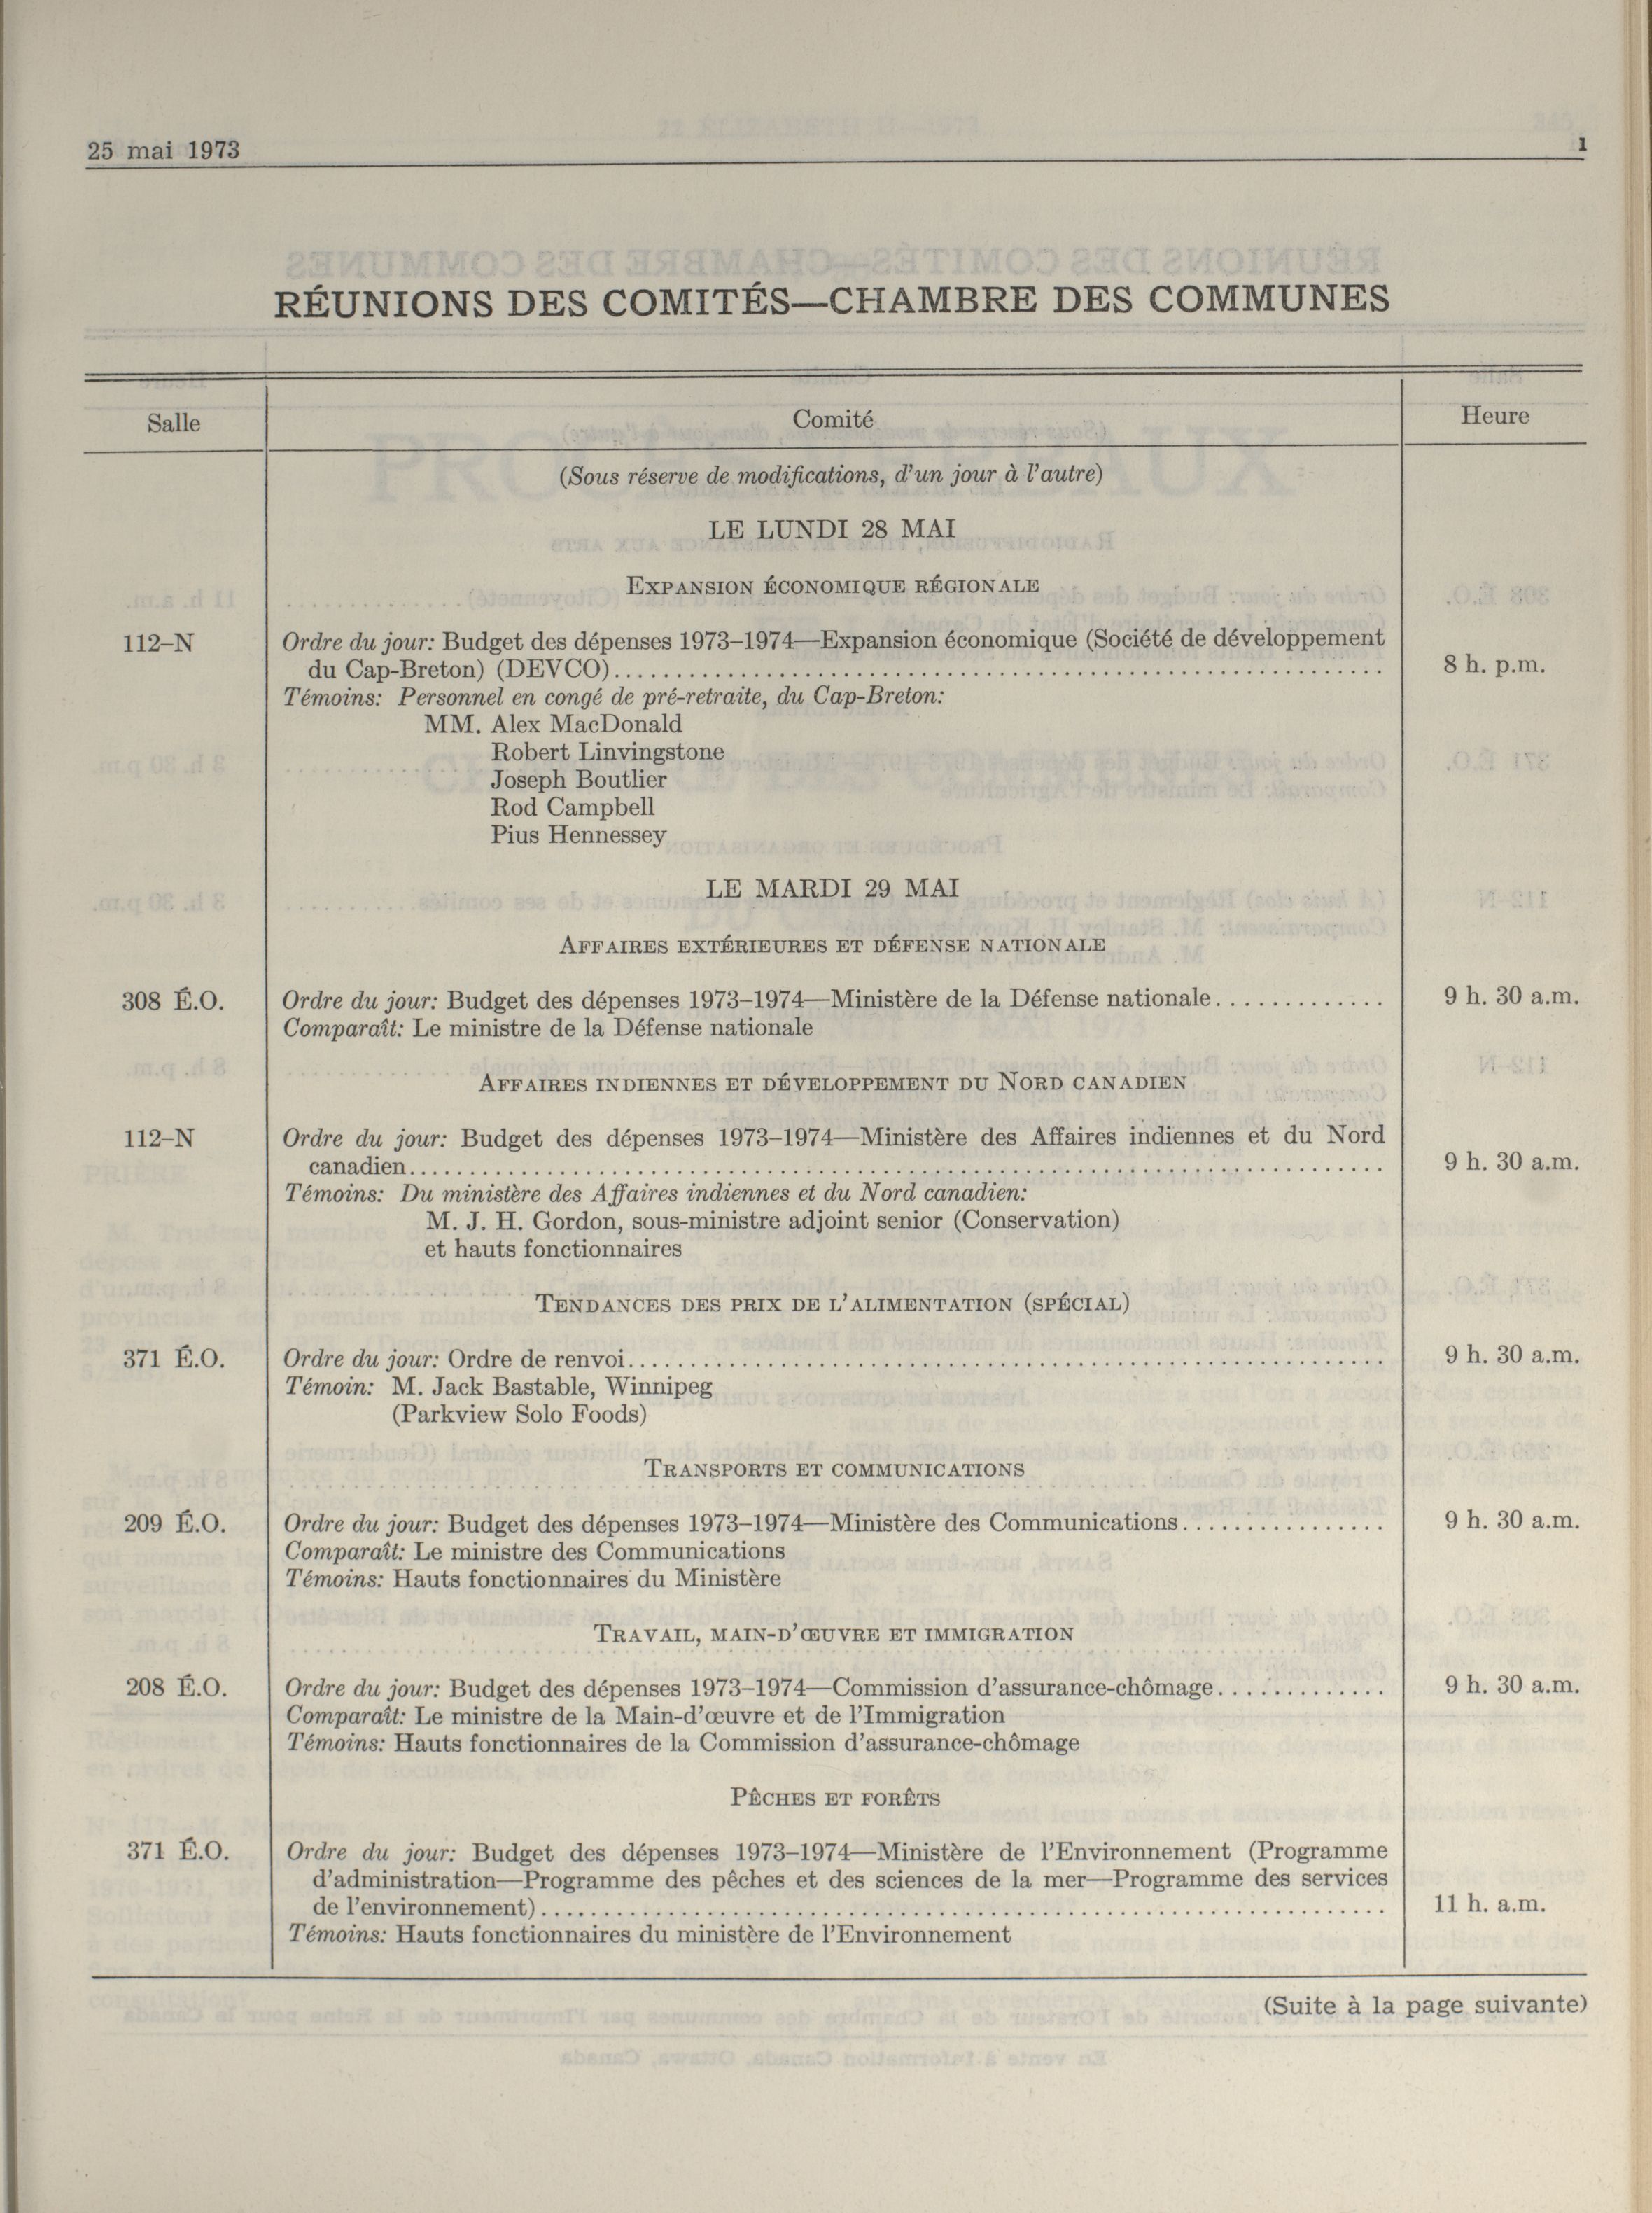 25 mai 1973 1
RÉUNIONS DES COMITÉS—CHAMBRE DES COMMUNES
Salle Comité Heure
(Sous réserve de modifications, d'un jour à l'autre)
LE LUNDI 28 MAI
EXPANSION ÉCONOMIQUE RÉGIONALE
112–N Ordre du jour: Budget des dépenses 1973–1974—Expansion économique (Société de développement
du Cap-Breton) (DEVCO)........................................ 8 h. p.m.
Témoins: Personnel en congé de pré-retraite, du Cap-Breton:
MM. Alex MacDonald
Robert Linvingstone
Joseph Boutlier
Rod Campbell
Pius Hennessey
LE MARDI 29 MAI
AFFAIRES EXTÉRIEURES ET DÉFENSE NATIONALE
308 É.O. Ordre du jour: Budget des dépenses 1973–1974—Ministère de la Défense nationale............. 9 h. 30 a.m.
Comparaît: Le ministre de la Défense nationale
AFFAIRES INDIENNES ET DÉVELOPPEMENT DU NORD CANADIEN
112–N Ordre du jour: Budget des dépenses 1973–1974—Ministère des Affaires indiennes et du Nord
canadien........................................ 9 h. 30 a.m.
Témoins: Du ministère des Affaires indiennes et du Nord canadien:
M. J. H. Gordon, sous-ministre adjoint senior (Conservation)
et hauts fonctionnaires
TENDANCES DES PRIX DE L'ALIMENTATION (SPÉCIAL)
371 É.O. Ordre du jour: Ordre de renvoi........................................ 9 h. 30 a.m.
Témoin: M. Jack Bastable, Winnipeg
(Parkview Solo Foods)
TRANSPORTS ET COMMUNICATIONS
209 É.O. Ordre du jour: Budget des dépenses 1973–1974—Ministère des Communications................ 9 h. 30 a.m.
Comparaît: Le ministre des Communications
Témoins: Hauts fonctionnaires du Ministère
TRAVAIL, MAIN-D'ŒUVRE ET IMMIGRATION
208 É.O. Ordre du jour: Budget des dépenses 1973–1974—Commission d'assurance-chômage............. 9 h. 30 a.m.
Comparaît: Le ministre de la Main-d'œuvre et de l'Immigration
Témoins: Hauts fonctionnaires de la Commission d'assurance-chômage
PÊCHES ET FORÊTS
371 É.O. Ordre du jour: Budget des dépenses 1973–1974—Ministère de l'Environnement (Programme
d'administration—Programme des pêches et des sciences de la mer—Programme des services
de l'environnement)........................................ 11 h. a.m.
Témoins: Hauts fonctionnaires du ministère de l'Environnement
(Suite à la page suivante)